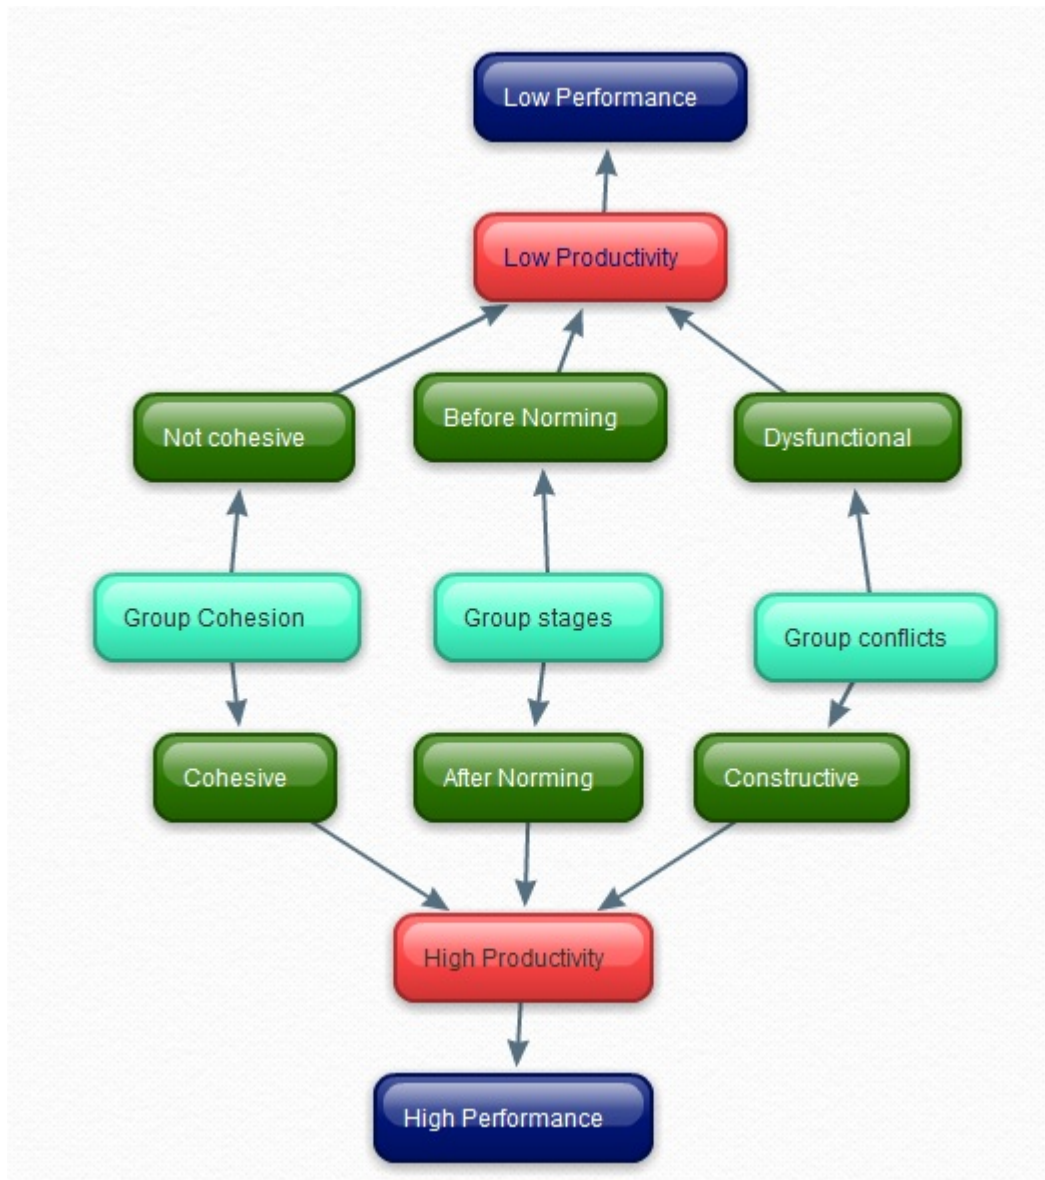 Low Performance
Low Productivity
Not cohesive
Before Norming
Dysfunctional
Group Cohesion
Group stages
Group conflicts
Cohesive
After Norming
Constructive
High Productivity
High Performance